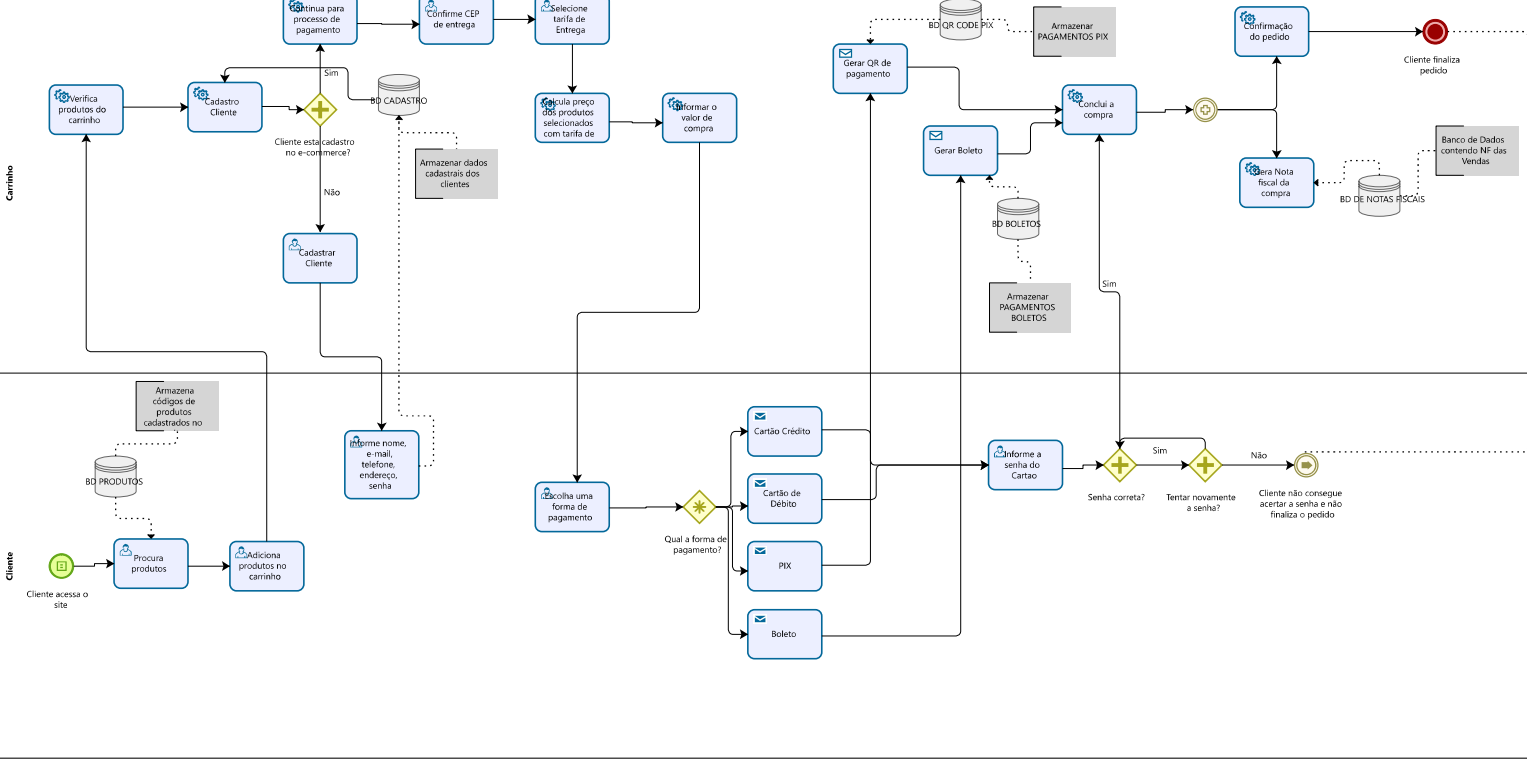 Continua para
processo de
pagamento
Confirme CEP
de entrega
Selecione
tarifa de
Entrega
BD QR CODE PIX
Armazenar
PAGAMENTOS PIX
Confirmação
do pedido
Cliente finaliza
pedido
Gerar QR de
pagamento
Sim
Verifica
produtos do
carrinho
Cadastro
Cliente
BD CADASTRO
Calcula preço
dos produtos
selecionados
com tarifa de
Informar o
valor de
compra
Conclui a
compra
Cliente esta cadastro
no e-commerce?
Gerar Boleto
Banco de Dados
contendo NF das
Vendas
Armazenar dados
cadastrais dos
clientes
Gera Nota
fiscal da
compra
Carrinho
Não
BD DE NOTAS FISCAIS
BD BOLETOS
Cadastrar
Cliente
Sim
Armazenar
PAGAMENTOS
BOLETOS
Armazena
códigos de
produtos
cadastrados no
Informe nome,
e-mail,
telefone,
endereço,
senha
Cartão Crédito
Informe a
senha do
Cartao
Sim
Não
BD PRODUTOS
Senha correta?
Tentar novamente
a senha?
Cliente não consegue
acertar a senha e não
finaliza o pedido
Escolha uma
forma de
pagamento
Cartão de
Débito
Qual a forma de
pagamento?
Cliente
Procura
produtos
Adiciona
produtos no
carrinho
PIX
Cliente acessa o
site
Boleto